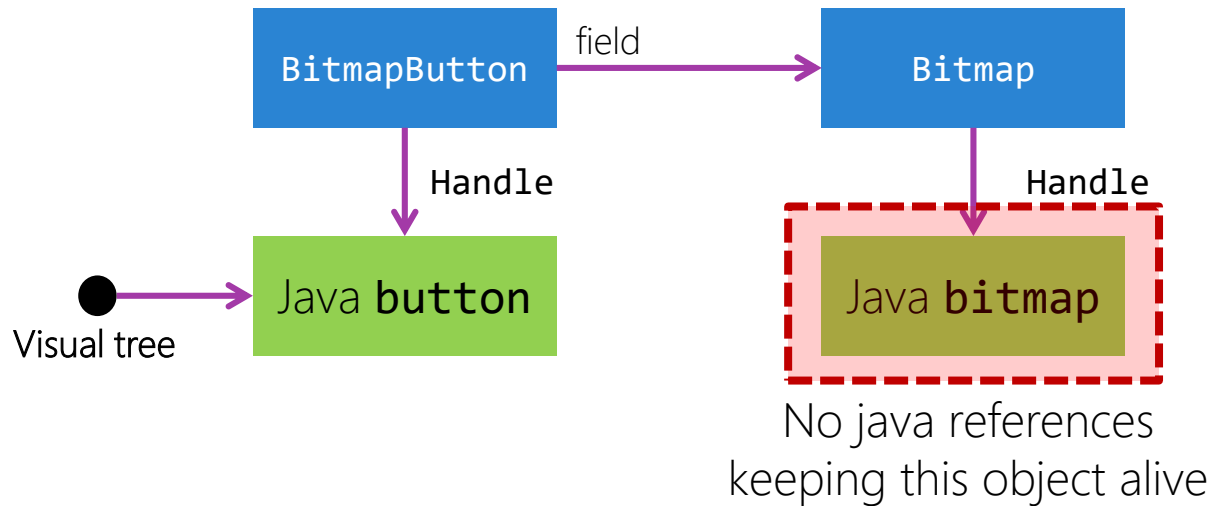 BitmapButton
field
Bitmap
Handle
Handle
Java button
Java bitmap
Visual tree
No java references
keeping this object alive